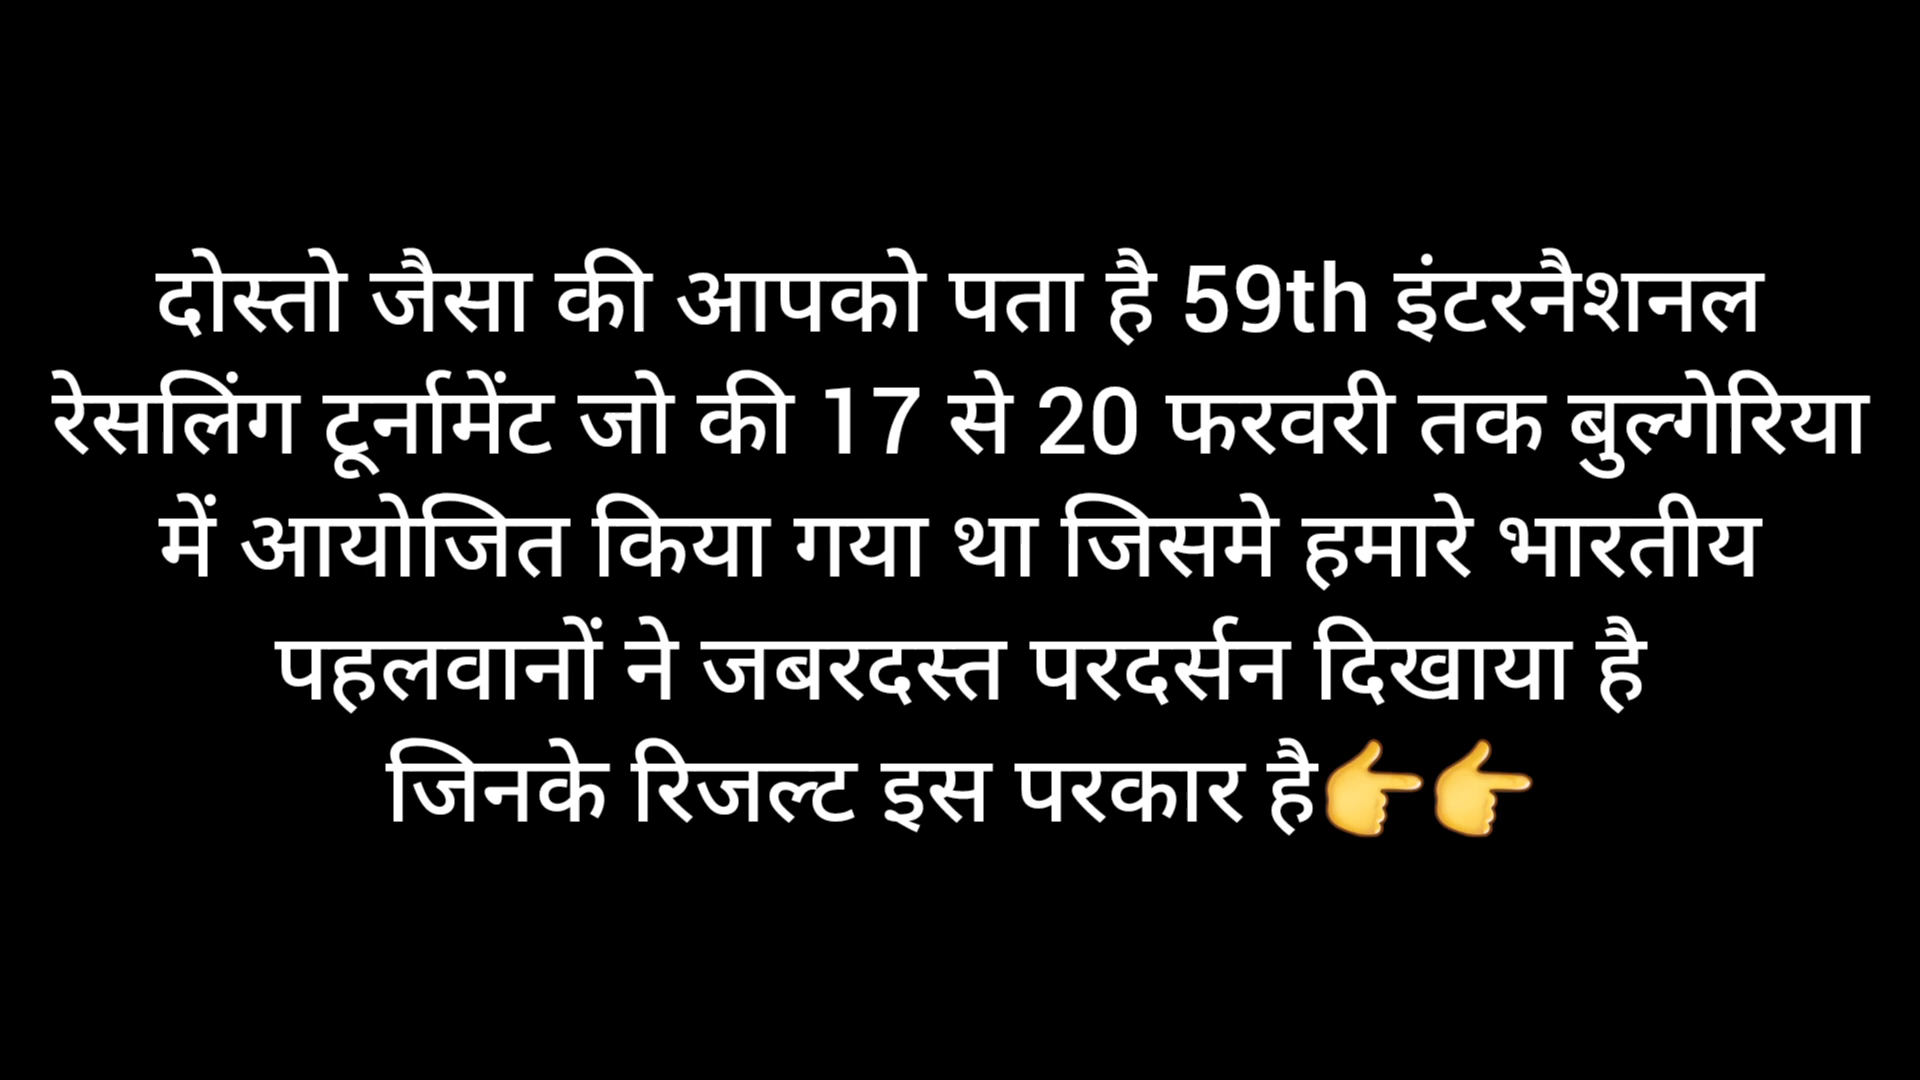 दोस्तो जैसा की आपको पता है 59th इंटरनैशनल
रेसलिंग टूर्नामेंट जो की 17 से 20 फरवरी तक बुल्गेरिया
में आयोजित किया गया था जिसमे हमारे भारतीय
पहलवानों ने जबरदस्त परदर्सन दिखाया है
जिनके रिजल्ट इस परकार है👉👉